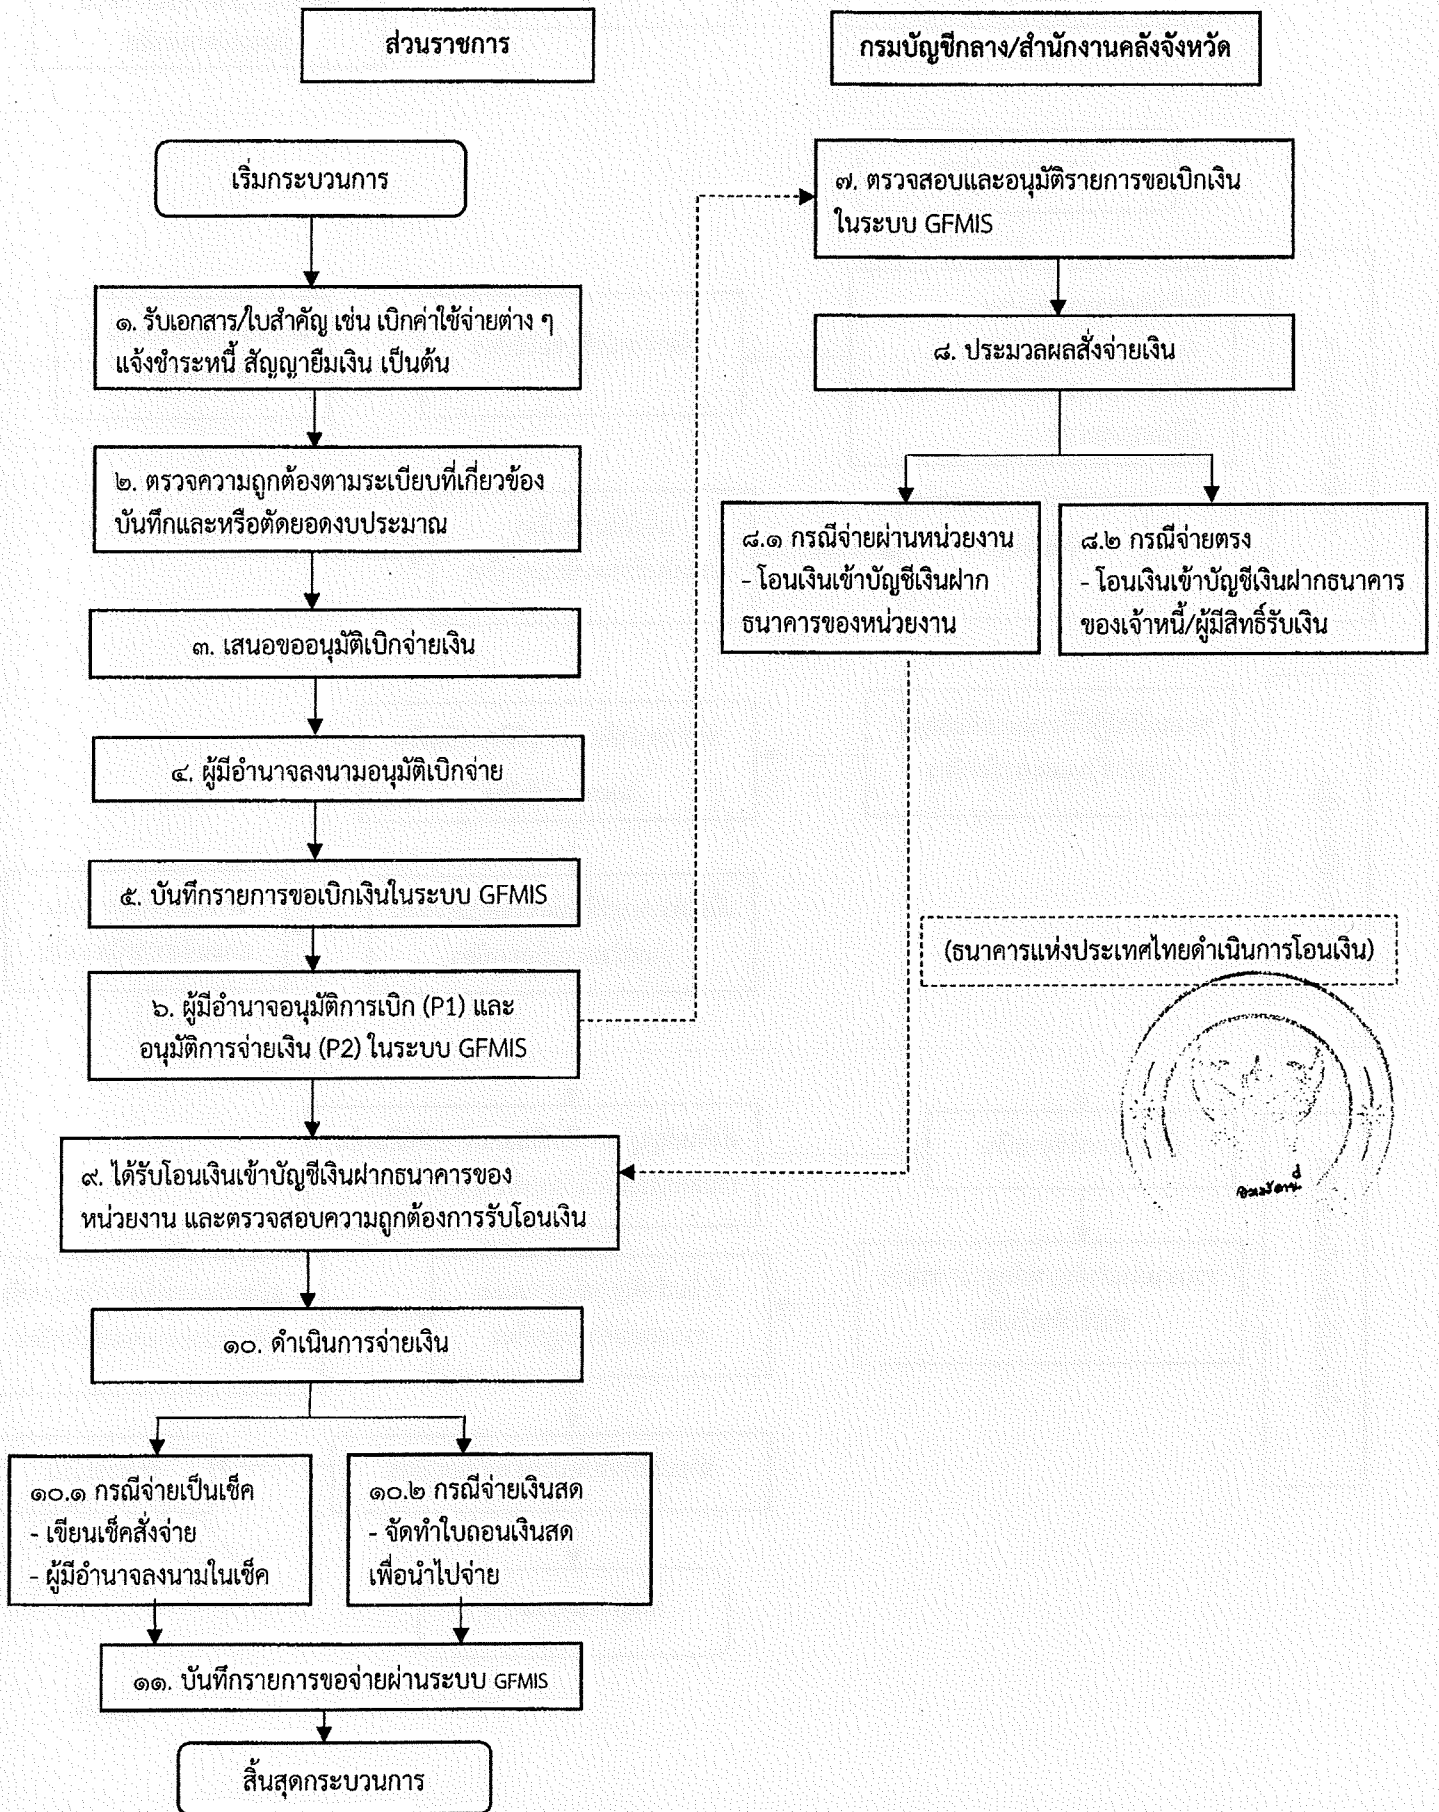 ส่วนราชการ
กรมบัญชีกลาง/สำนักงานคลังจังหวัด
เริ่มกระบวนการ
๑. รับเอกสาร/ใบสำคัญ เช่น เบิกค่าใช้จ่ายต่าง ๆ
แจ้งชำระหนี้ สัญญายืมเงิน เป็นต้น
๒. ตรวจความถูกต้องตามระเบียบที่เกี่ยวข้อง
บันทึกและหรือตัดยอดงบประมาณ
๓. เสนอขออนุมัติเบิกจ่ายเงิน
๔. ผู้มีอำนาจลงนามอนุมัติเบิกจ่าย
๕. บันทึกรายการขอเบิกเงินในระบบ GFMIS
๖. ผู้มีอำนาจอนุมัติการเบิก (P1) และ
อนุมัติการจ่ายเงิน (P2) ในระบบ GFMIS
๗. ตรวจสอบและอนุมัติรายการขอเบิกเงิน
ในระบบ GFMIS
๘. ประมวลผลสั่งจ่ายเงิน
๘.๑ กรณีจ่ายผ่านหน่วยงาน
- โอนเงินเข้าบัญชีเงินฝาก
ธนาคารของหน่วยงาน
๘.๒ กรณีจ่ายตรง
- โอนเงินเข้าบัญชีเงินฝากธนาคาร
ของเจ้าหนี้/ผู้มีสิทธิ์รับเงิน
(ธนาคารแห่งประเทศไทยดำเนินการโอนเงิน)
๙. ได้รับโอนเงินเข้าบัญชีเงินฝากธนาคารของ
หน่วยงาน และตรวจสอบความถูกต้องการรับโอนเงิน
๑๐. ดำเนินการจ่ายเงิน
๑๐.๑ กรณีจ่ายเป็นเช็ค
- เขียนเช็คสั่งจ่าย
- ผู้มีอำนาจลงนามในเช็ค
๑๐.๒ กรณีจ่ายเงินสด
- จัดทำใบถอนเงินสด
เพื่อนำไปจ่าย
๑๑. บันทึกรายการขอจ่ายผ่านระบบ GFMIS
สิ้นสุดกระบวนการ